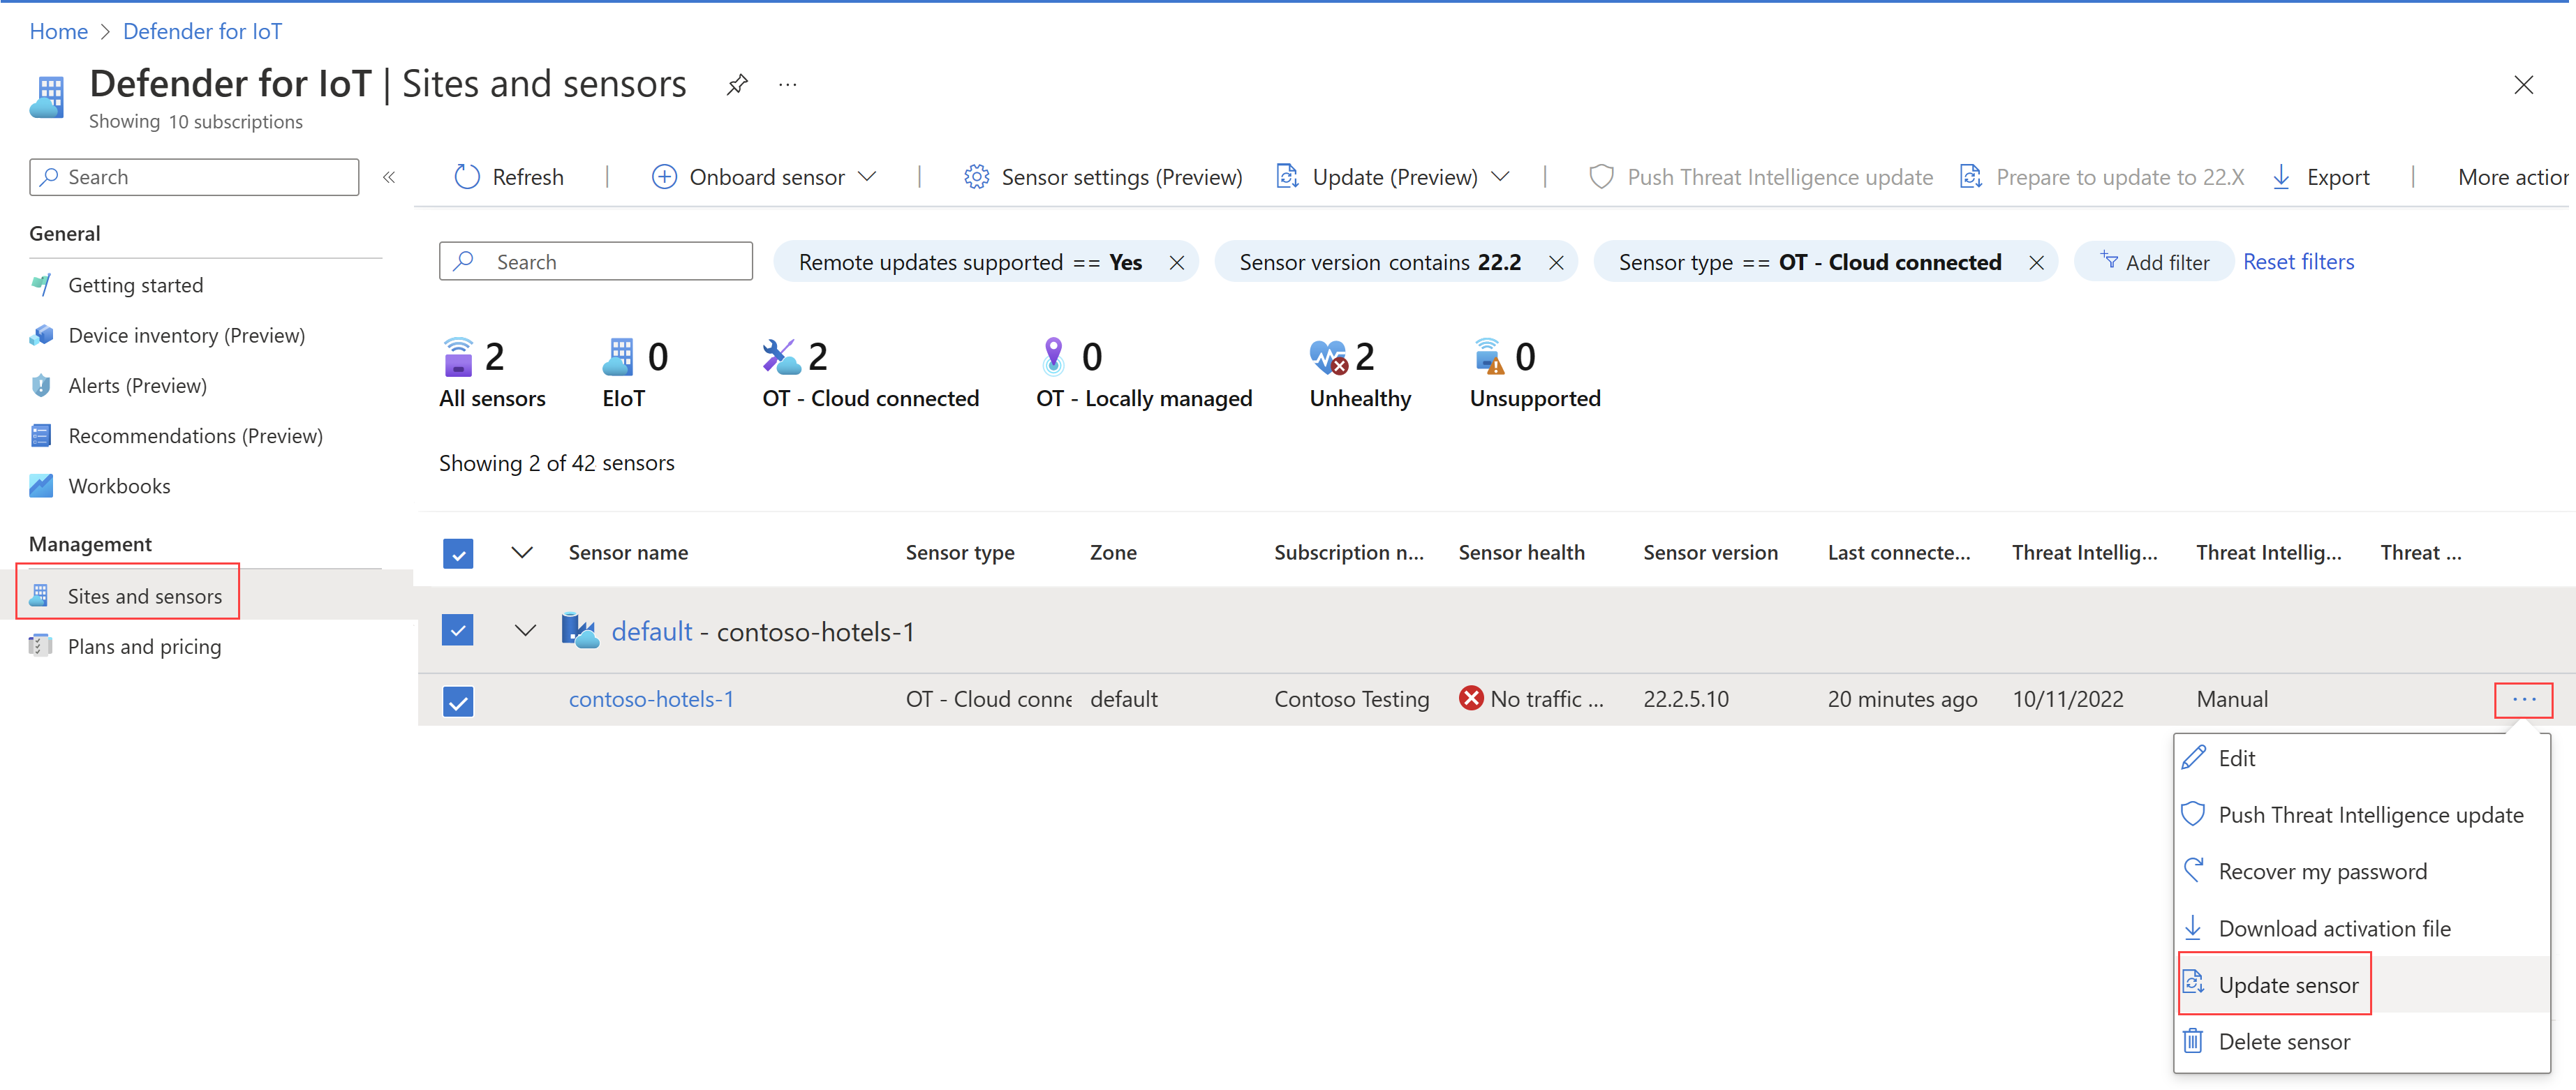 Home > Defender for IoT
Defender for IoT | Sites and sensors ...
Showing 10 subscriptions
Search «
Refresh | Onboard sensor | Sensor settings (Preview) Update (Preview) | Push Threat Intelligence update Prepare to update to 22.X Export | More action
General
Getting started
Device inventory (Preview)
Alerts (Preview)
Recommendations (Preview)
Workbooks
Management
Sites and sensors
Plans and pricing
Search
Remote updates supported == Yes Sensor version contains 22.2 Sensor type == OT - Cloud connected Add filter Reset filters
2 0 2 0 2 0
All sensors EIoT OT - Cloud connected OT - Locally managed Unhealthy Unsupported
Showing 2 of 42 sensors
Sensor name Sensor type Zone Subscription n... Sensor health Sensor version Last connecte... Threat Intellig... Threat Intellig... Threat ...
default - contoso-hotels-1
contoso-hotels-1 OT - Cloud conne default Contoso Testing No traffic ... 22.2.5.10 20 minutes ago 10/11/2022 Manual ...
Edit
Push Threat Intelligence update
Recover my password
Download activation file
Update sensor
Delete sensor